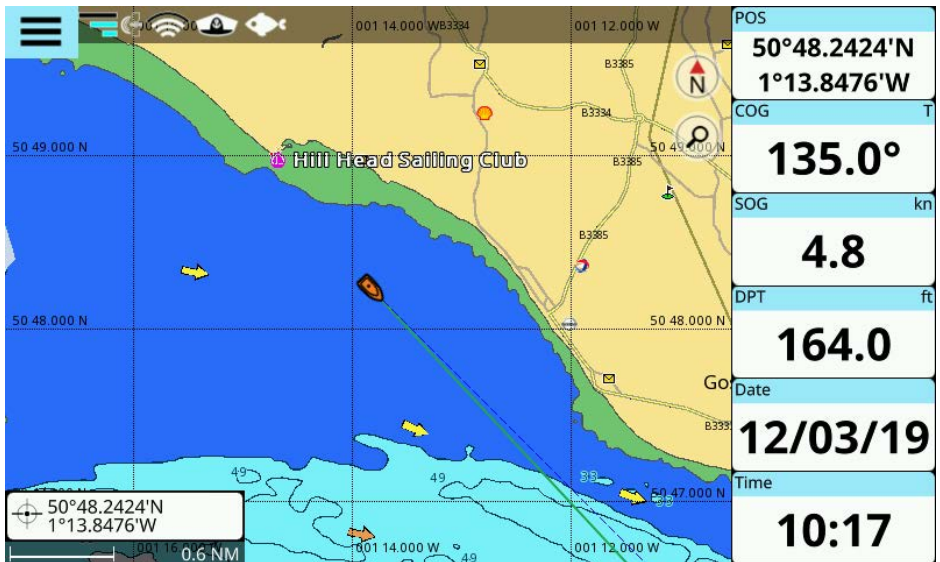 001 14.000 W
B3334
001 12.000 W
B3385
B3334
50 49.000 N
Hill Head Sailing Club
50 49.000 N
B3385
N
B3385
50 48.000 N
50 48.000 N
Go
B333
49
49
33
33
47.000 N
50 47.000 N
50°48.2424'N
1°13.8476'W
001 16.000 W
0.6 NM
001 14.000 W
49
001 12.000 W
POS
50°48.2424'N
1°13.8476'W
COG T
135.0°
SOG kn
4.8
DPT ft
164.0
Date
12/03/19
Time
10:17